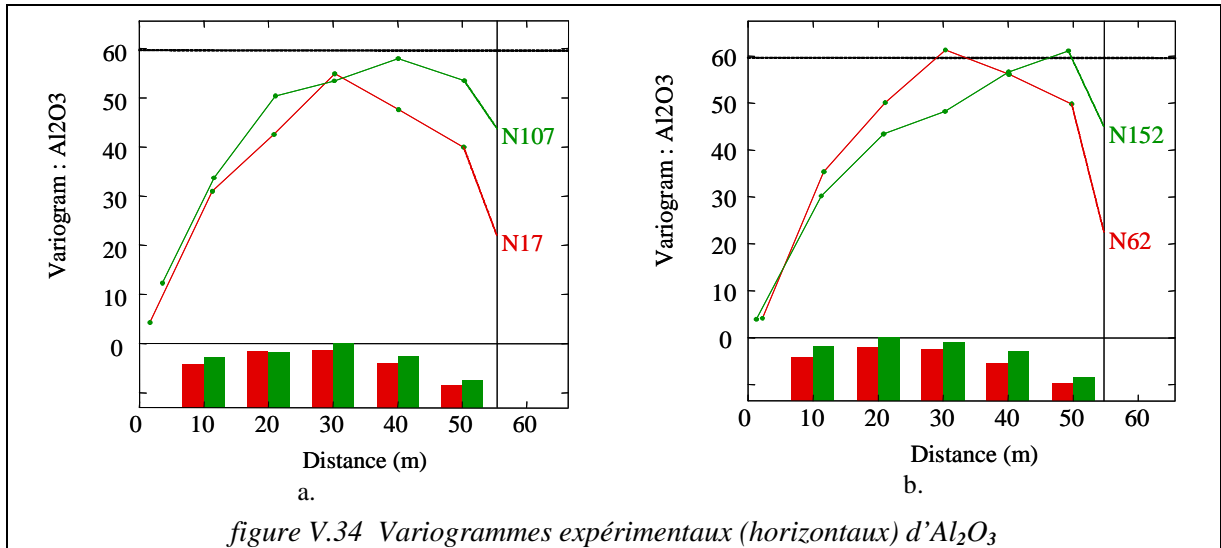 Variogram : Al2O3
60
50
40
30
20
10
0
N107
N17
0 10 20 30 40 50 60
Distance (m)
a.
Variogram : Al2O3
60
50
40
30
20
10
0
N152
N62
0 10 20 30 40 50 60
Distance (m)
b.
figure V.34 Variogrammes expérimentaux (horizontaux) d'Al₂O₃